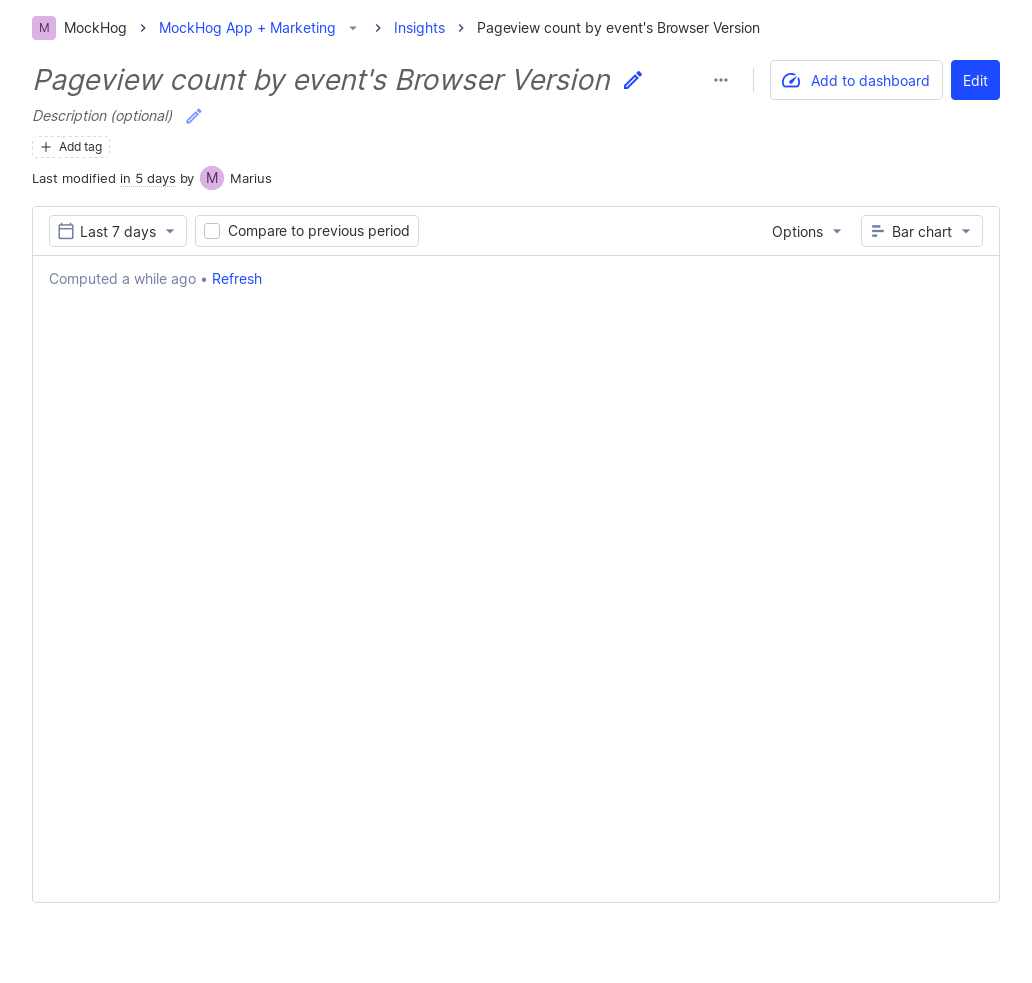 M MockHog MockHog App + Marketing Insights Pageview count by event's Browser Version
Pageview count by event's Browser Version
Add to dashboard
Edit
Description (optional)
Add tag
Last modified in 5 days by M Marius
Last 7 days
Compare to previous period
Options
Bar chart
Computed a while ago • Refresh